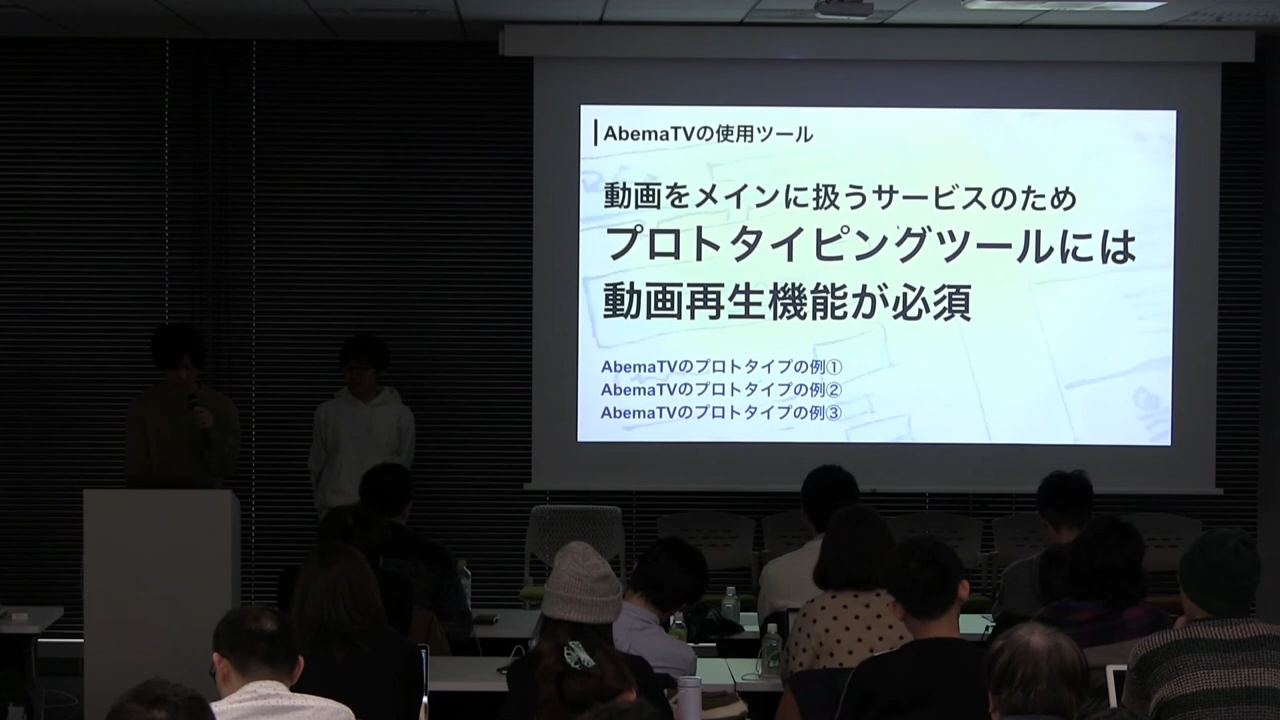 AbemaTVの使用ツール
動画をメインに扱うサービスのため
プロトタイピングツールには
動画再生機能が必須
AbemaTVのプロトタイプの例①
AbemaTVのプロトタイプの例②
AbemaTVのプロトタイプの例③